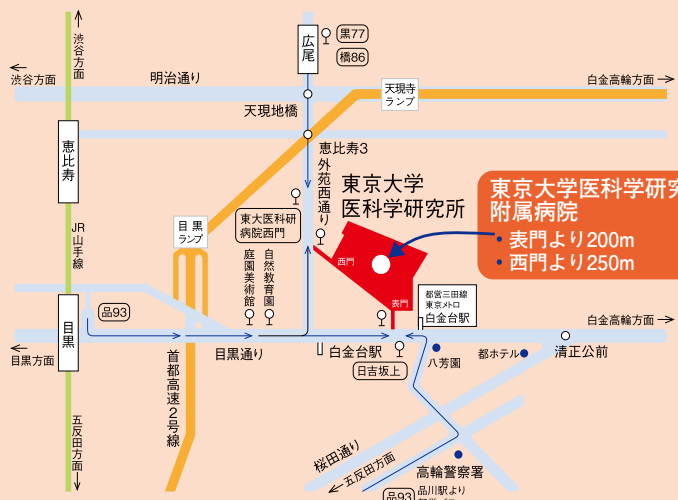 渋谷方面
渋谷方面
明治通り
広尾
黒77
橋86
天現寺
ランプ
白金高輪方面
天現地橋
恵比寿
恵比寿3
外苑西通り
東京大学
医科学研究所
東京大学医科学研究
附属病院
・表門より200m
・西門より250m
東大医科研
病院西門
目黒
ランプ
JR山手線
西門
表門
庭園美術館
自然教育園
都営三田線
東京メトロ
白金台駅
品93
目黒
目黒方面
目黒通り
白金台駅
日吉坂上
八芳園
都ホテル
清正公前
白金高輪方面
首都高速2号線
五反田方面
桜田通り
五反田方面
高輪警察署
品93
品川駅より